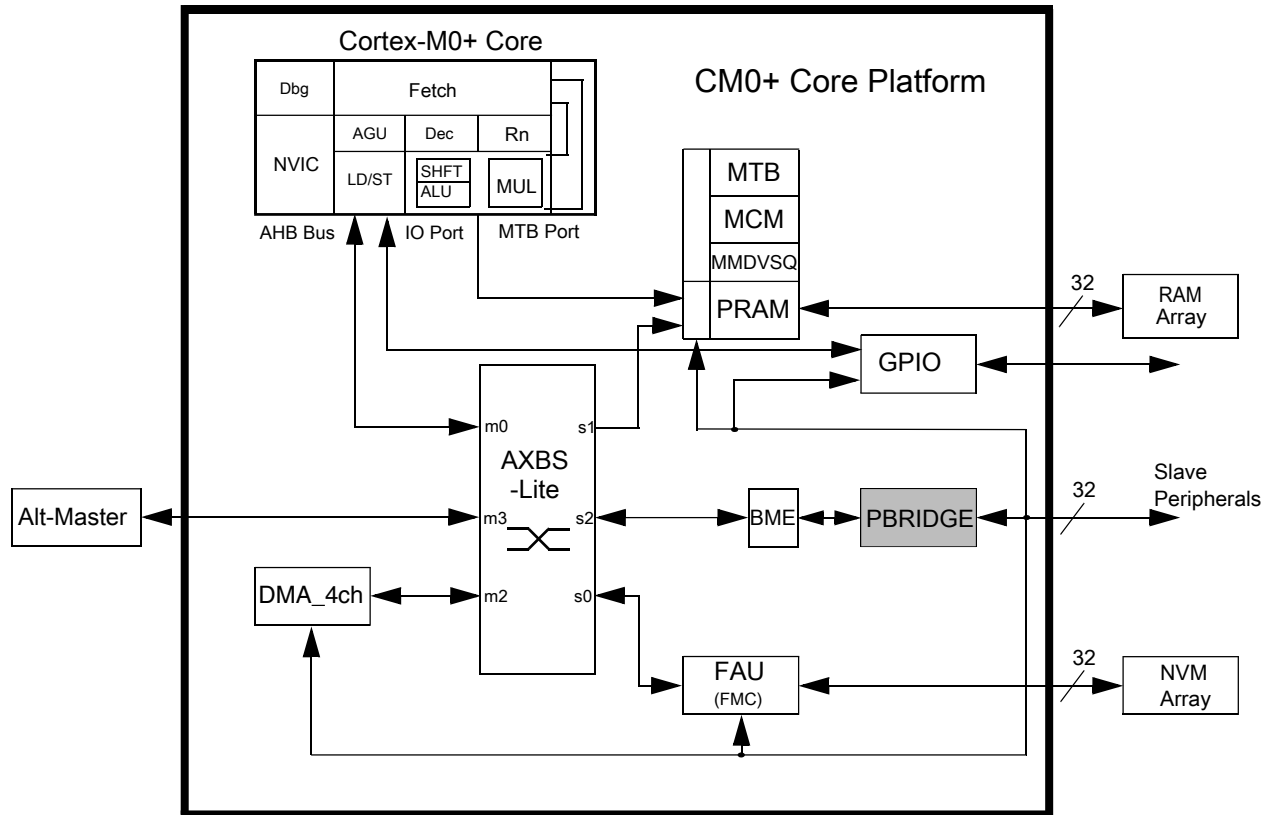 Cortex-M0+ Core
CM0+ Core Platform
Dbg
Fetch
AGU
Dec
Rn
NVIC
LD/ST
SHFT
ALU
MUL
AHB Bus
IO Port
MTB Port
MTB
MCM
MMDVSQ
PRAM
32
RAM
Array
GPIO
m0
s1
AXBS
-Lite
Alt-Master
m3
s2
BME
PBRIDGE
32
Slave
Peripherals
DMA_4ch
m2
s0
FAU
(FMC)
32
NVM
Array